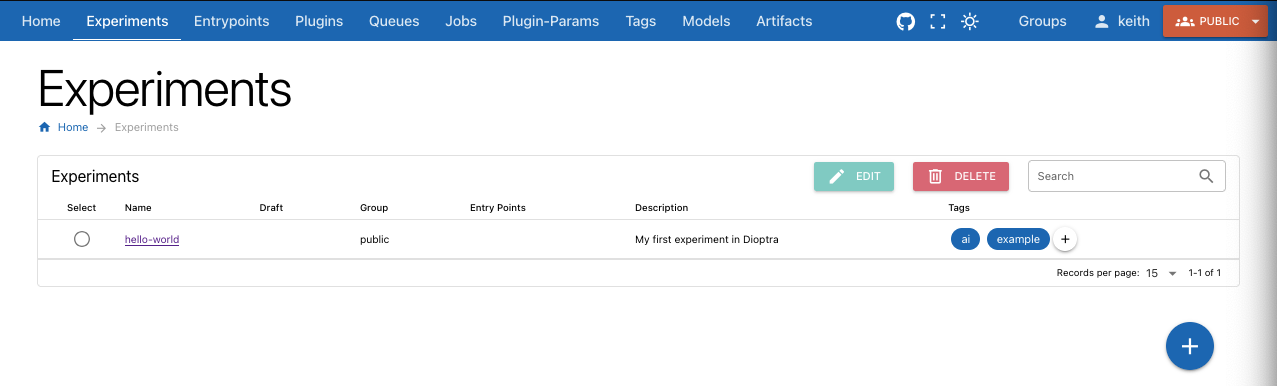 Home Experiments Entrypoints Plugins Queues Jobs Plugin-Params Tags Models Artifacts Groups keith PUBLIC
Experiments
Home Experiments
Experiments EDIT DELETE Search
Select Name Draft Group Entry Points Description Tags
hello-world public My first experiment in Dioptra ai example +
Records per page: 15 1-1 of 1
+